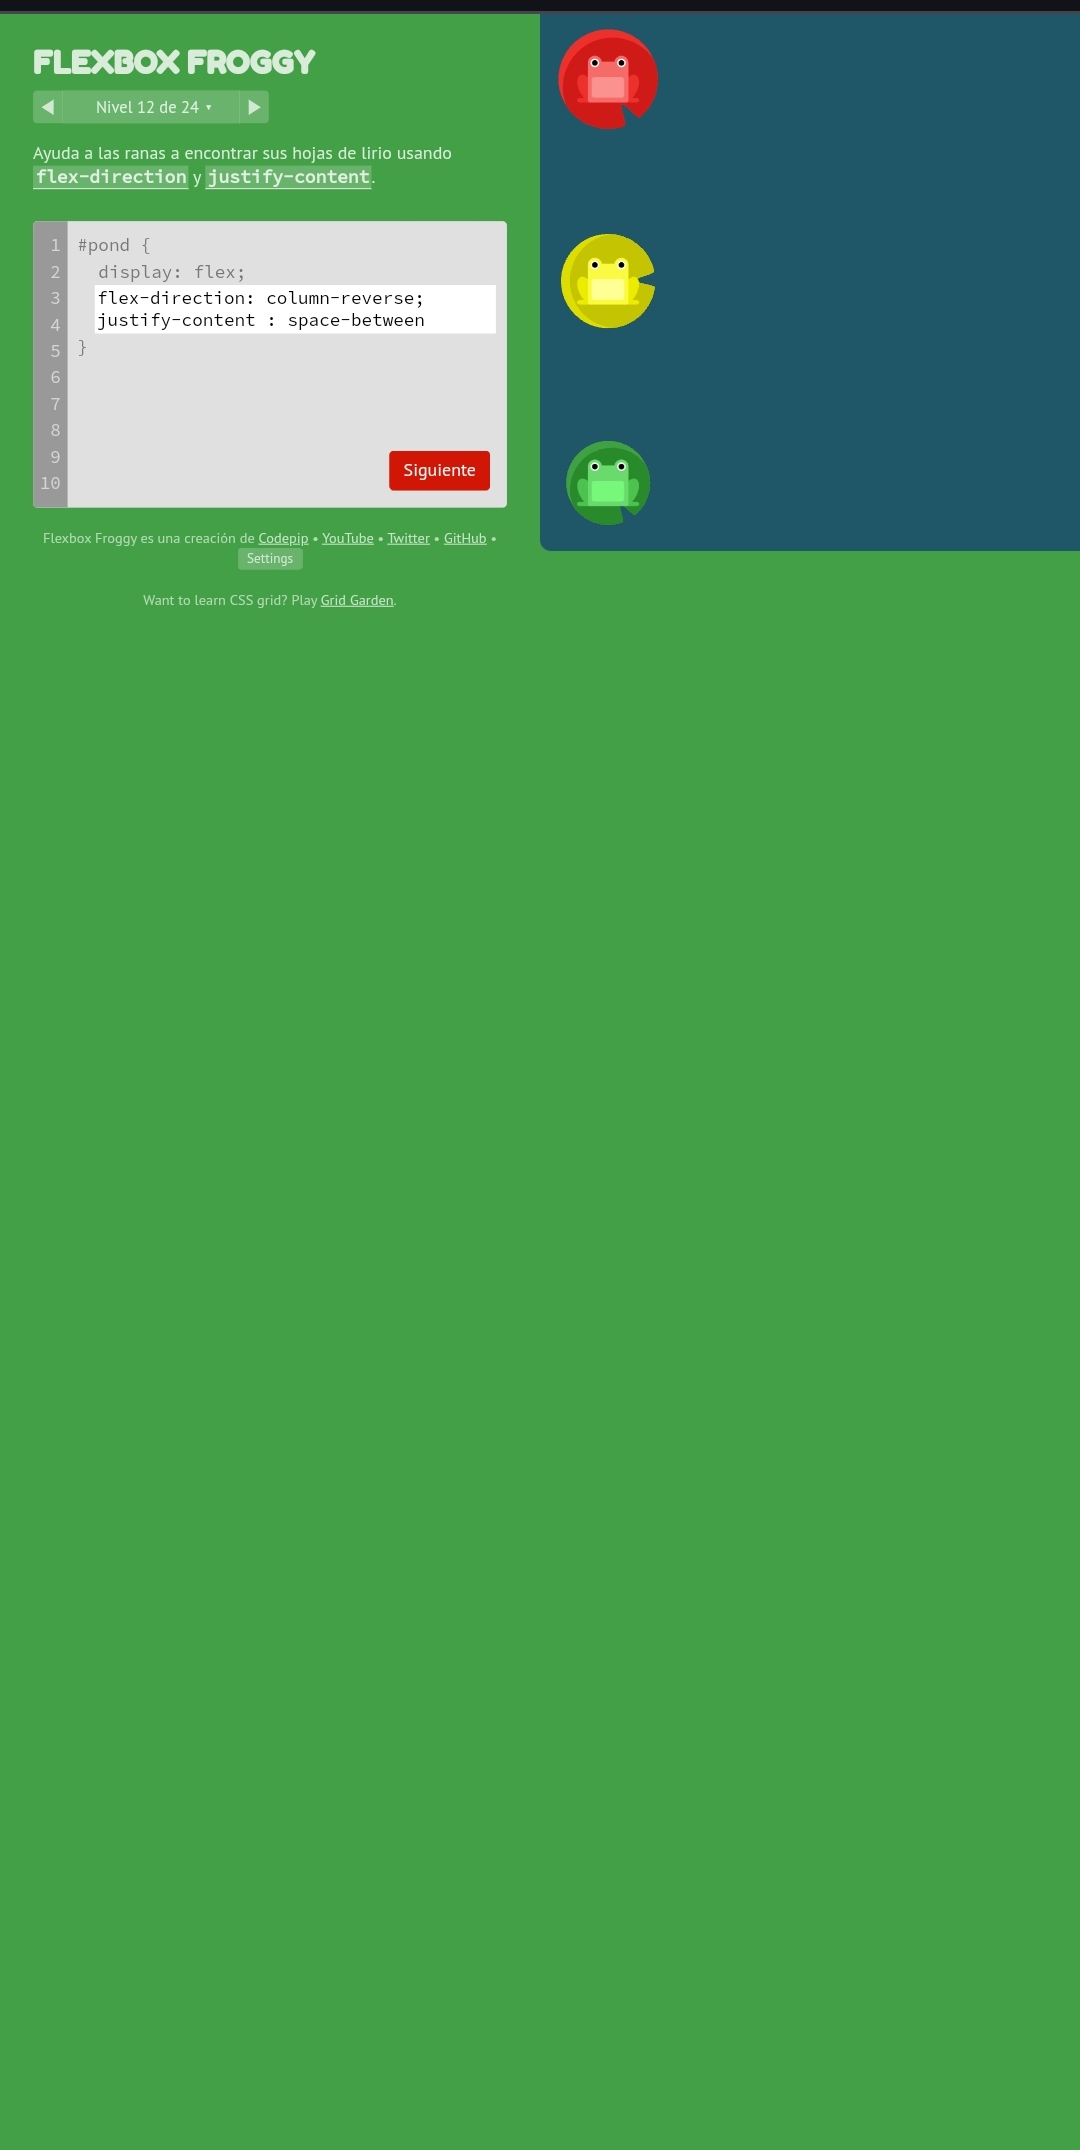 FLEXBOX FROGGY
◀ Nivel 12 de 24 ▾ ▶
Ayuda a las ranas a encontrar sus hojas de lirio usando
flex-direction y justify-content.
1 #pond {
2 display: flex;
3 flex-direction: column-reverse;
4 justify-content : space-between
5 }
6
7
8
9
10
Siguiente
Flexbox Froggy es una creación de Codepip • YouTube • Twitter • GitHub •
Settings
Want to learn CSS grid? Play Grid Garden.